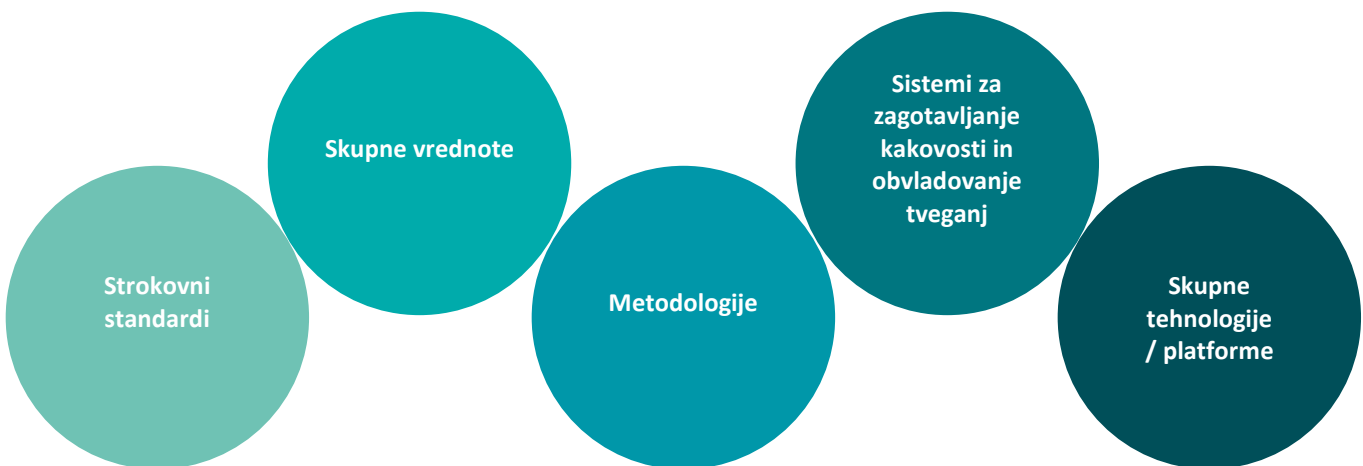 Strokovni
standardi
Skupne vrednote
Metodologije
Sistemi za
zagotavljanje
kakovosti in
obvladovanje
tveganj
Skupne
tehnologije
/ platforme